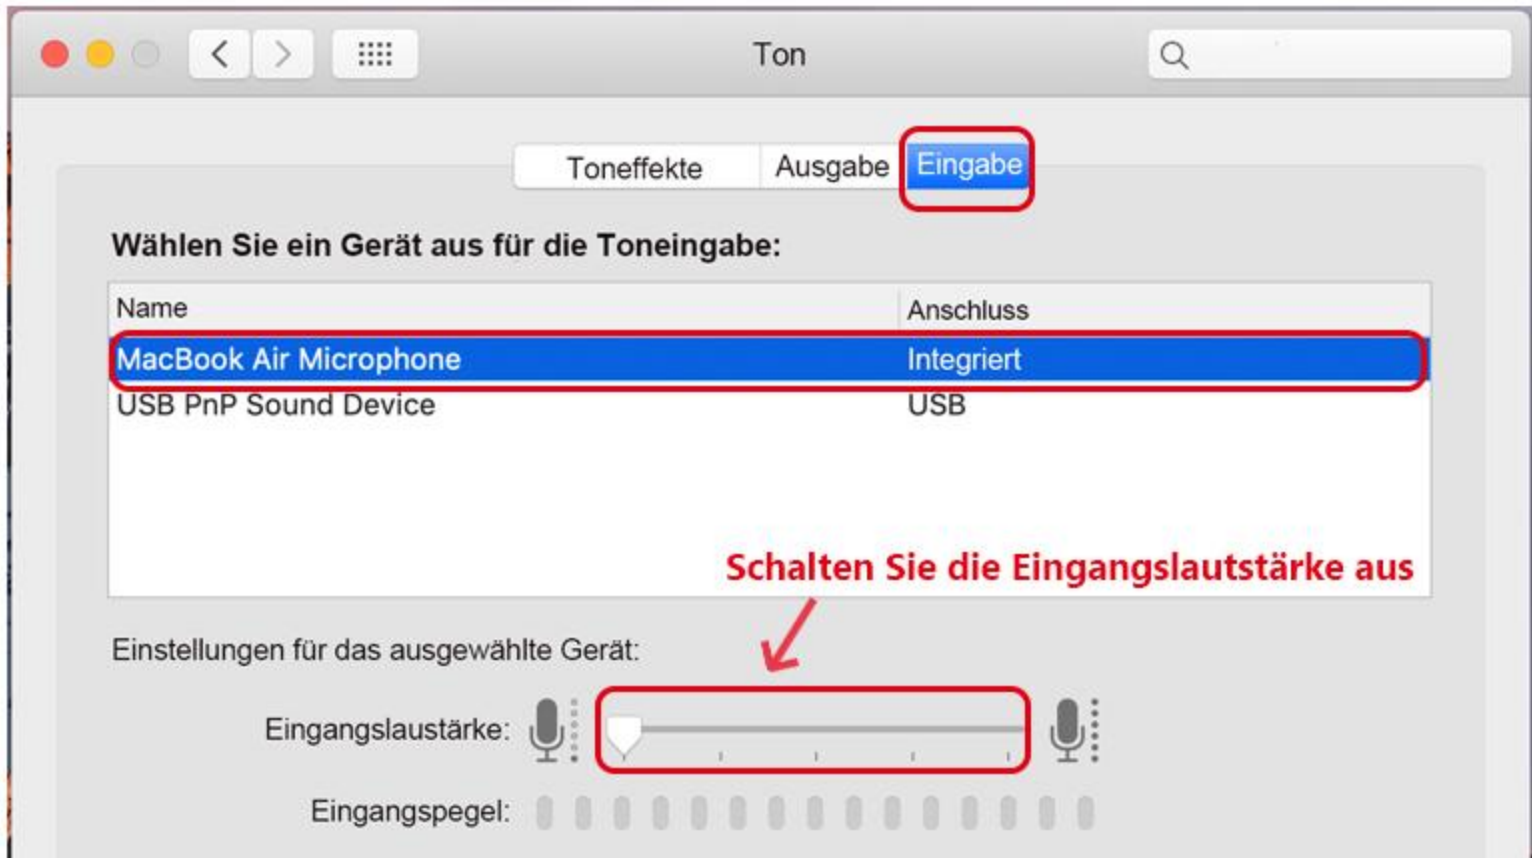 Ton
Toneffekte Ausgabe Eingabe
Wählen Sie ein Gerät aus für die Toneingabe:
Name Anschluss
MacBook Air Microphone Integriert
USB PnP Sound Device USB
Schalten Sie die Eingangslautstärke aus
Einstellungen für das ausgewählte Gerät:
Eingangslaustärke:
Eingangspegel: